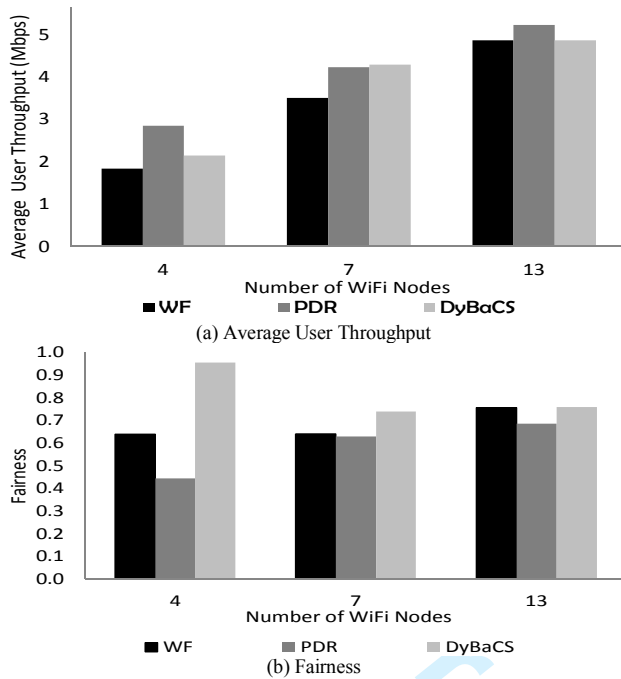 Average User Throughput (Mbps)
5
4
3
2
1
0
4 7 13
Number of WiFi Nodes
WF PDR DyBaCS
(a) Average User Throughput
Fairness
1.0
0.9
0.8
0.7
0.6
0.5
0.4
0.3
0.2
0.1
0.0
4 7 13
Number of WiFi Nodes
WF PDR DyBaCS
(b) Fairness